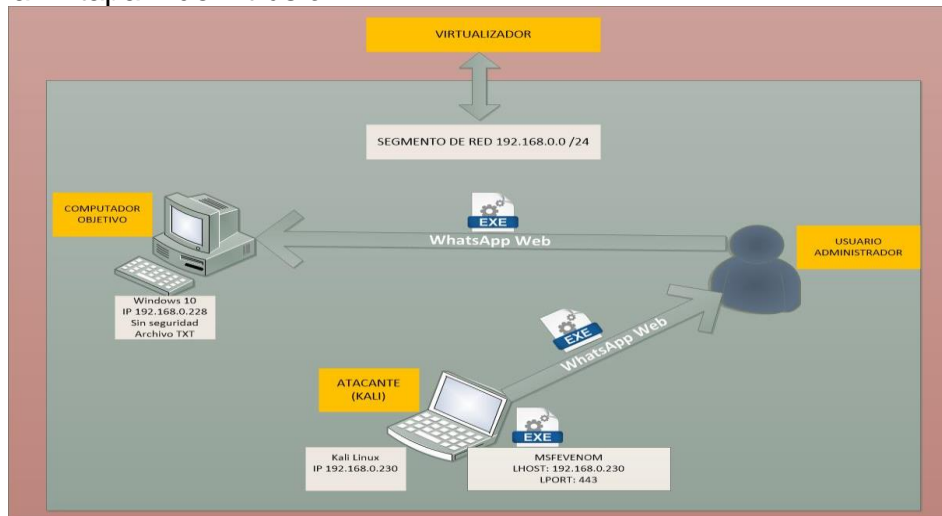 VIRTUALIZADOR
SEGMENTO DE RED 192.168.0.0 /24
COMPUTADOR
OBJETIVO
EXE
WhatsApp Web
USUARIO
ADMINISTRADOR
Windows 10
IP 192.168.0.228
Sin seguridad
Archivo TXT
EXE
WhatsApp Web
ATACANTE
(KALI)
EXE
Kali Linux
IP 192.168.0.230
MSFEVENOM
LHOST: 192.168.0.230
LPORT: 443